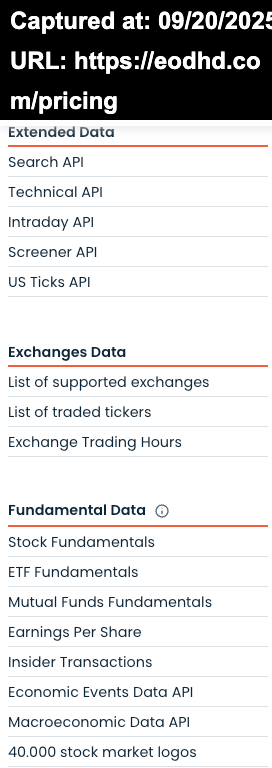 Captured at: 09/20/2025
URL: https://eodhd.co
m/pricing
Extended Data
Search API
Technical API
Intraday API
Screener API
US Ticks API
Exchanges Data
List of supported exchanges
List of traded tickers
Exchange Trading Hours
Fundamental Data
Stock Fundamentals
ETF Fundamentals
Mutual Funds Fundamentals
Earnings Per Share
Insider Transactions
Economic Events Data API
Macroeconomic Data API
40.000 stock market logos